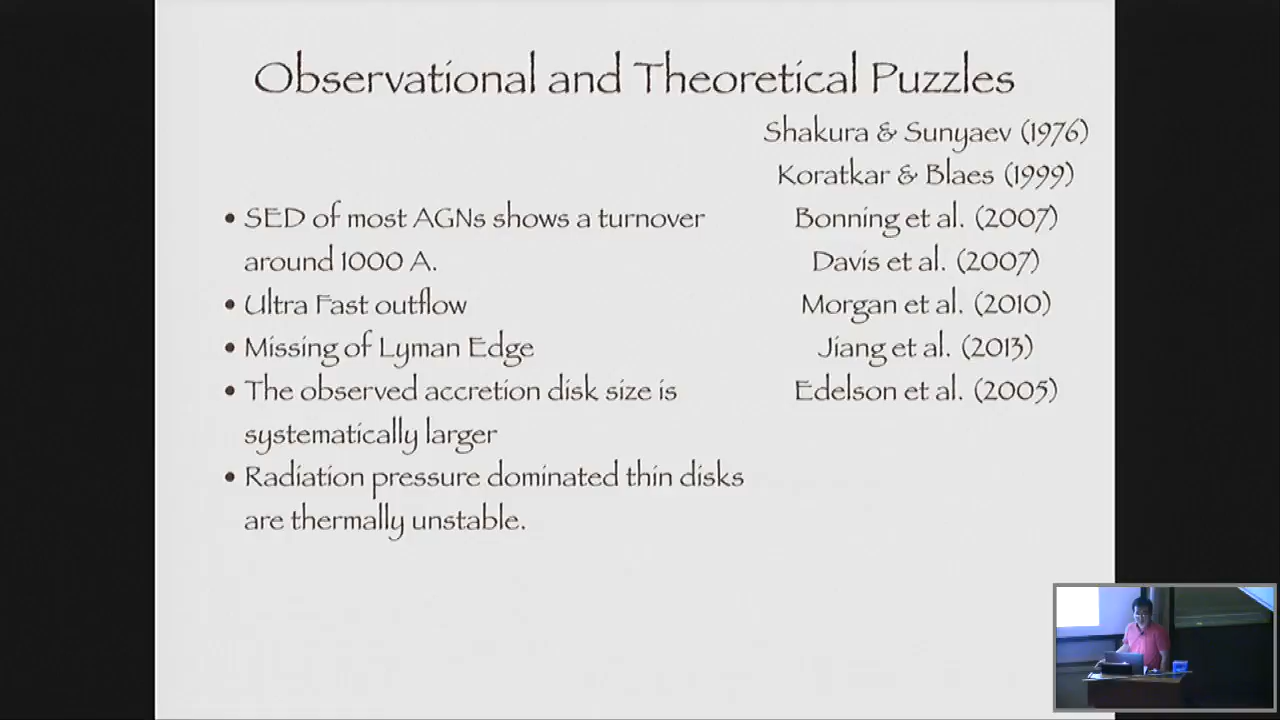 Observational and Theoretical Puzzles
Shakura & Sunyaev (1976)
Koratkar & Blaes (1999)
• SED of most AGNs shows a turnover
around 1000 A.
Bonning et al. (2007)
Davis et al. (2007)
• Ultra Fast outflow
Morgan et al. (2010)
• Missing of Lyman Edge
Jiang et al. (2013)
• The observed accretion disk size is
systematically larger
Edelson et al. (2005)
• Radiation pressure dominated thin disks
are thermally unstable.